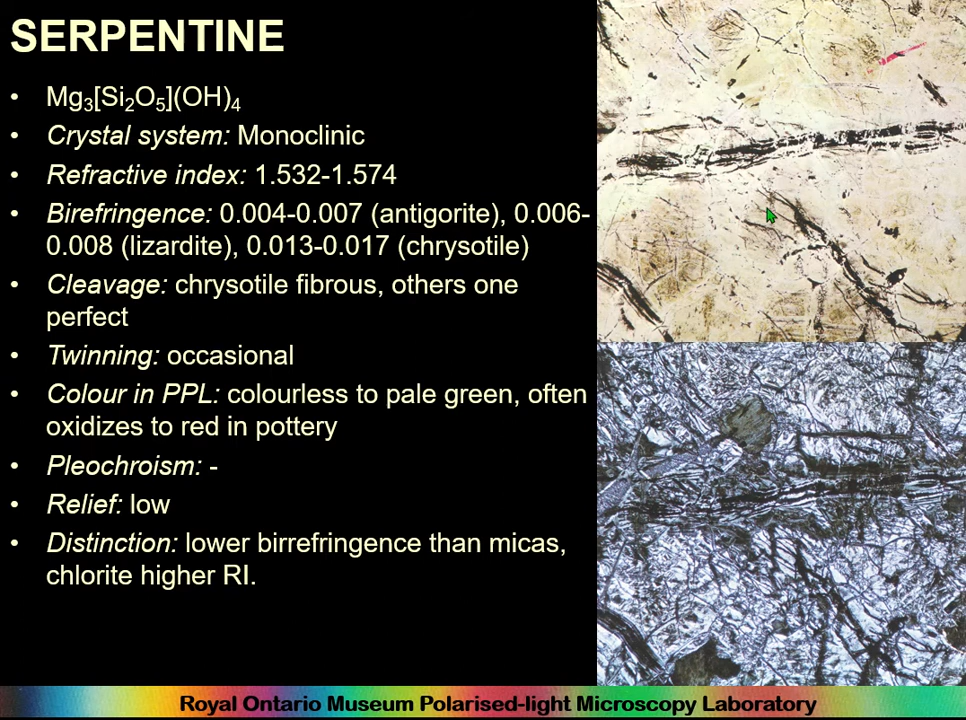 SERPENTINE
• Mg₃[Si₂O₅](OH)₄
• Crystal system: Monoclinic
• Refractive index: 1.532-1.574
• Birefringence: 0.004-0.007 (antigorite), 0.006-
0.008 (lizardite), 0.013-0.017 (chrysotile)
• Cleavage: chrysotile fibrous, others one
perfect
• Twinning: occasional
• Colour in PPL: colourless to pale green, often
oxidizes to red in pottery
• Pleochroism: -
• Relief: low
• Distinction: lower birrefringence than micas,
chlorite higher RI.
Royal Ontario Museum Polarised-light Microscopy Laboratory